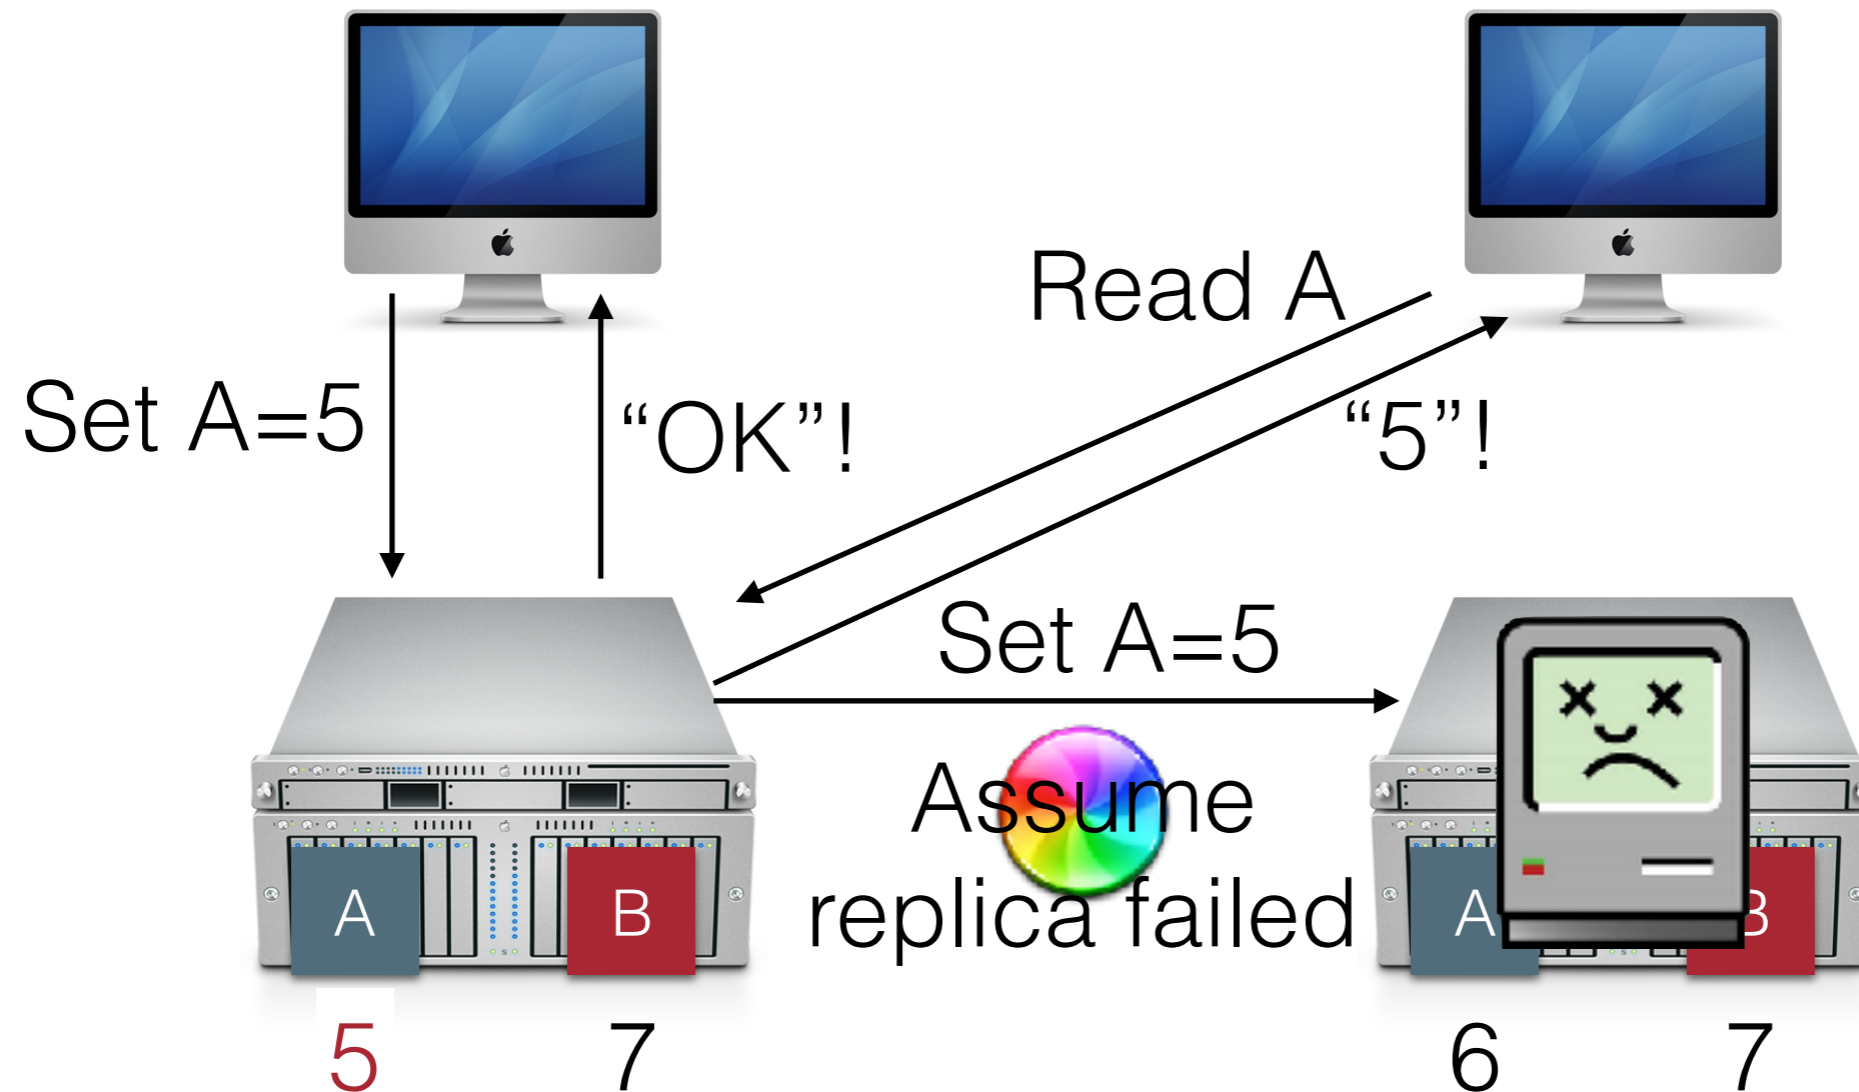 Read A
Set A=5
“OK”!
“5”!
Set A=5
Assume
replica failed
A
B
A
B
5
7
6
7